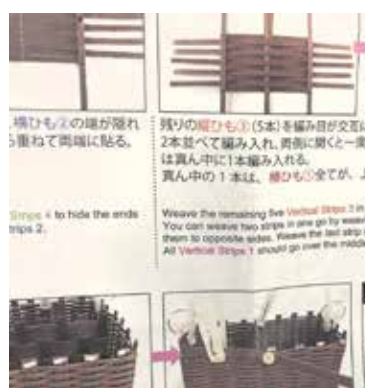 横ひも②の端が隠れ
重ねて両端に貼る。
Strips 4 to hide the ends
trips 2.
残りの縦ひも③(5本)を編み目が交互に
2本並べて編み入れ、両側に開くと一度
は真ん中に1本編み入れる。
真ん中の1本は、横ひも①全てが、
Weave the remaining five Vertical Strips 3 in
You can weave two strips in one go by weav
them to opposite sides. Weave the last strip
All Vertical Strips 1 should go over the middle